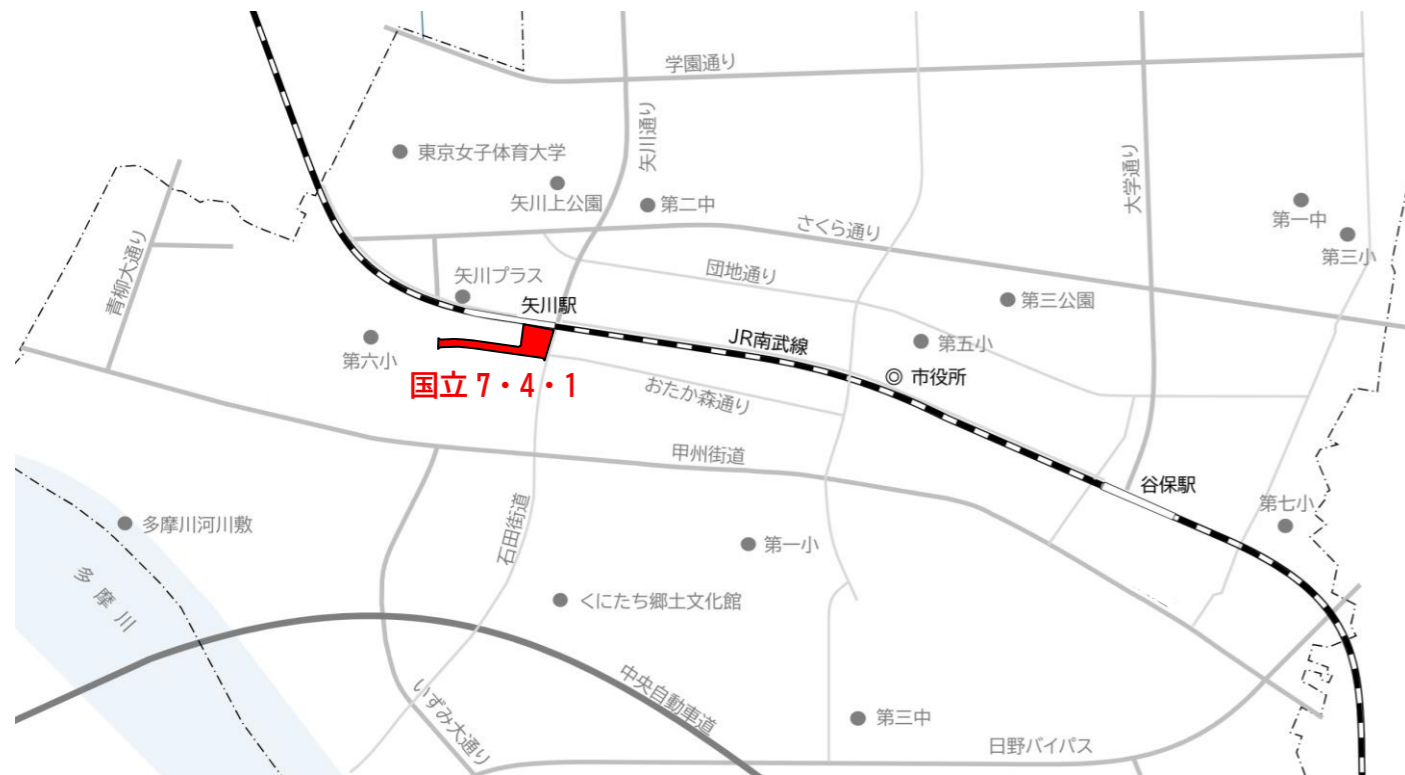 学園通り
矢川通り
大学通り
東京女子体育大学
矢川上公園
第二中
第一中
第三小
さくら通り
青柳大通り
団地通り
矢川プラス
矢川駅
第三公園
JR南武線
第五小
第六小
市役所
国立 7・4・1
おたか森通り
甲州街道
谷保駅
第七小
多摩川河川敷
石田街道
第一小
多摩川
くにたち郷土文化館
中央自動車道
いずみ大通り
第三中
日野バイパス